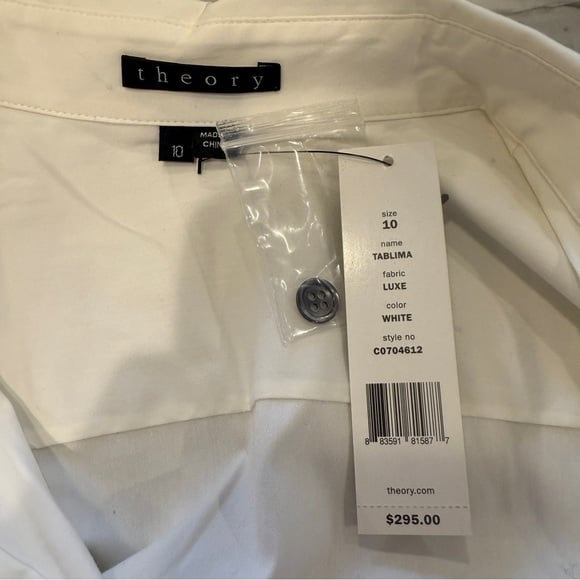 theory
10
MADE
CHIN
size
10
name
TABLIMA
fabric
LUXE
color
WHITE
style no
C0704612
8 83591 81587 7
theory.com
$295.00